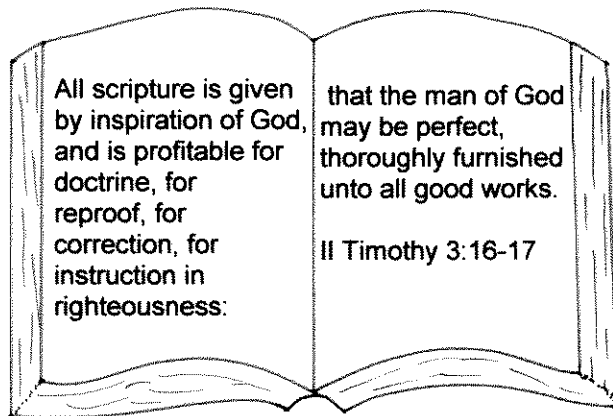 All scripture is given
by inspiration of God,
and is profitable for
doctrine, for
reproof, for
correction, for
instruction in
righteousness:
that the man of God
may be perfect,
thoroughly furnished
unto all good works.
II Timothy 3:16-17